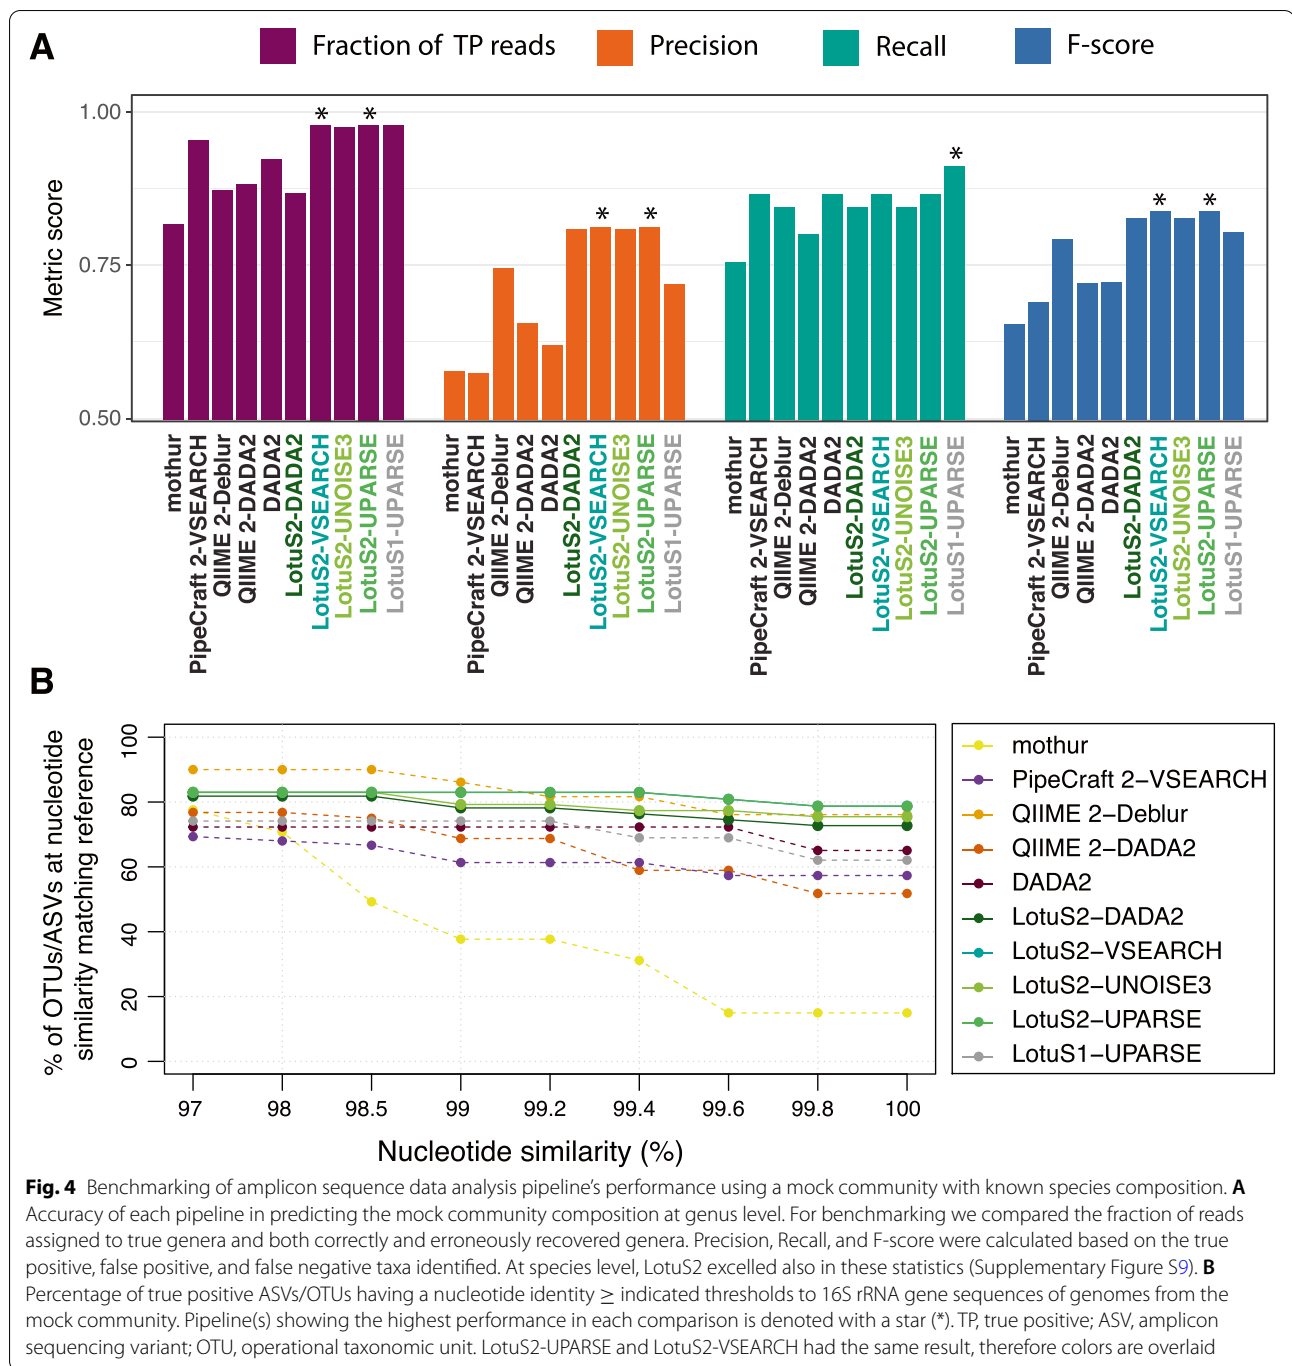 A
Fraction of TP reads
Precision
Recall
F-score
Metric score
1.00
0.75
0.50
* * * * * * *
mothur
PipeCraft 2-VSEARCH
QIIME 2-Deblur
QIIME 2-DADA2
DADA2
LotuS2-DADA2
LotuS2-VSEARCH
LotuS2-UNOISE3
LotuS2-UPARSE
LotuS1-UPARSE
mothur
PipeCraft 2-VSEARCH
QIIME 2-Deblur
QIIME 2-DADA2
DADA2
LotuS2-DADA2
LotuS2-VSEARCH
LotuS2-UNOISE3
LotuS2-UPARSE
LotuS1-UPARSE
mothur
PipeCraft 2-VSEARCH
QIIME 2-Deblur
QIIME 2-DADA2
DADA2
LotuS2-DADA2
LotuS2-VSEARCH
LotuS2-UNOISE3
LotuS2-UPARSE
LotuS1-UPARSE
mothur
PipeCraft 2-VSEARCH
QIIME 2-Deblur
QIIME 2-DADA2
DADA2
LotuS2-DADA2
LotuS2-VSEARCH
LotuS2-UNOISE3
LotuS2-UPARSE
LotuS1-UPARSE
B
% of OTUs/ASVs at nucleotide
similarity matching reference
100
80
60
40
20
0
97 98 98.5 99 99.2 99.4 99.6 99.8 100
Nucleotide similarity (%)
mothur
PipeCraft 2−VSEARCH
QIIME 2−Deblur
QIIME 2−DADA2
DADA2
LotuS2−DADA2
LotuS2−VSEARCH
LotuS2−UNOISE3
LotuS2−UPARSE
LotuS1−UPARSE
Fig. 4 Benchmarking of amplicon sequence data analysis pipeline’s performance using a mock community with known species composition. A
Accuracy of each pipeline in predicting the mock community composition at genus level. For benchmarking we compared the fraction of reads
assigned to true genera and both correctly and erroneously recovered genera. Precision, Recall, and F-score were calculated based on the true
positive, false positive, and false negative taxa identified. At species level, LotuS2 excelled also in these statistics (Supplementary Figure S9). B
Percentage of true positive ASVs/OTUs having a nucleotide identity ≥ indicated thresholds to 16S rRNA gene sequences of genomes from the
mock community. Pipeline(s) showing the highest performance in each comparison is denoted with a star (*). TP, true positive; ASV, amplicon
sequencing variant; OTU, operational taxonomic unit. LotuS2-UPARSE and LotuS2-VSEARCH had the same result, therefore colors are overlaid